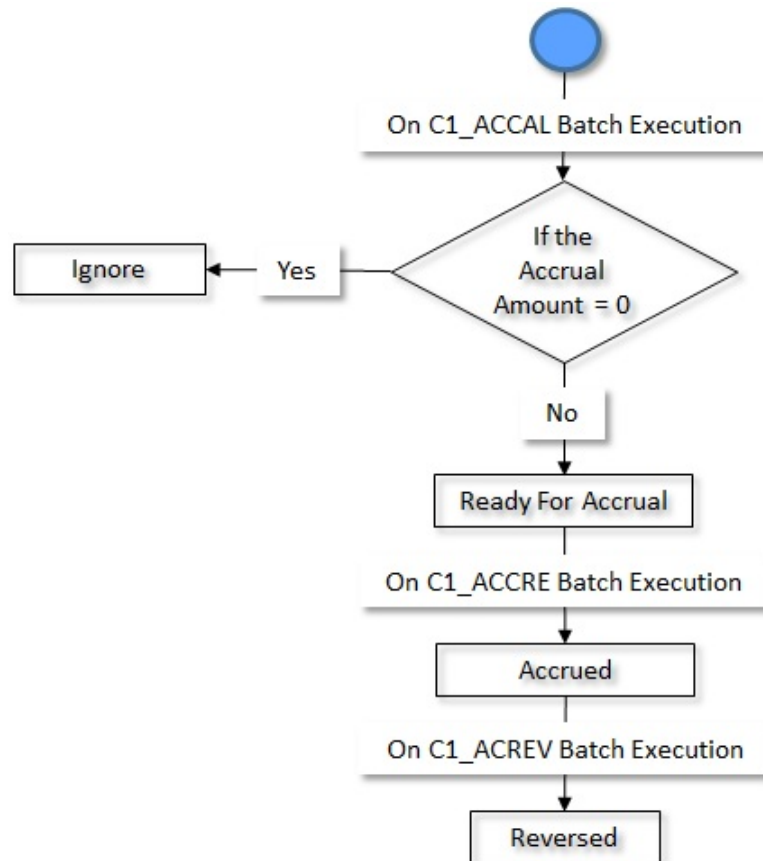 On C1_ACCAL Batch Execution
If the
Accrual
Amount = 0
Yes
Ignore
No
Ready For Accrual
On C1_ACCRE Batch Execution
Accrued
On C1_ACREV Batch Execution
Reversed